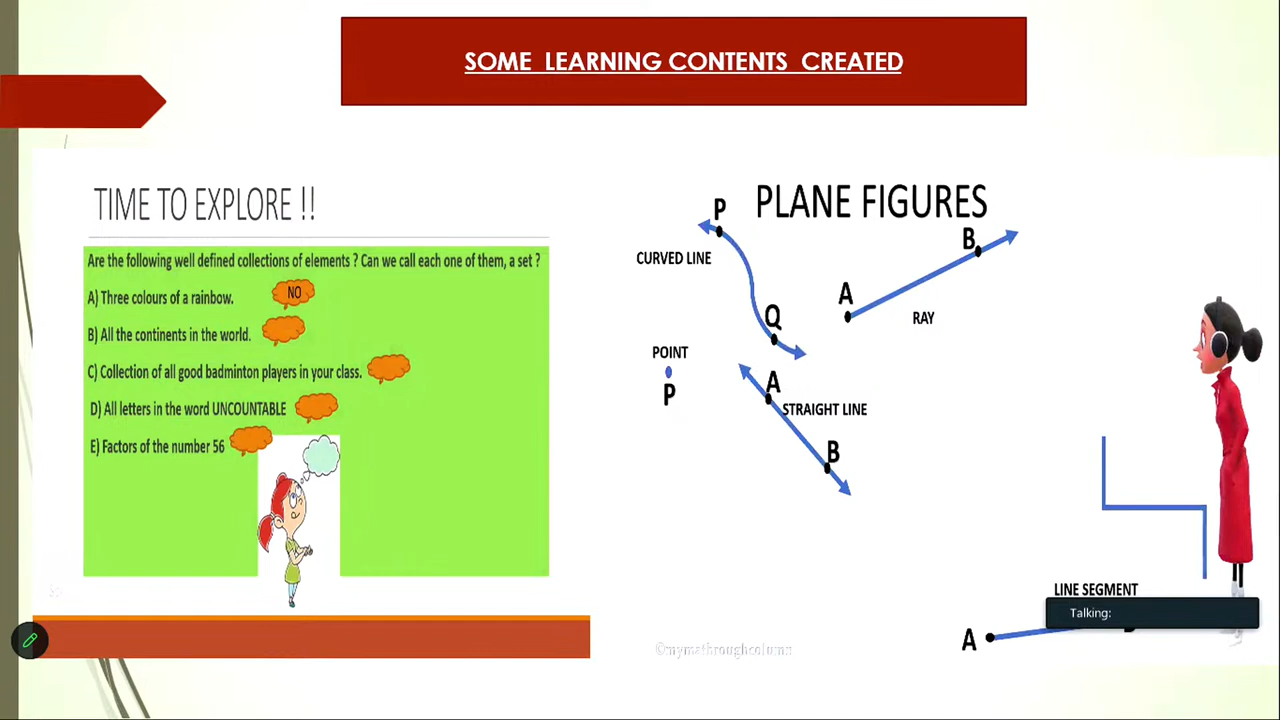 SOME LEARNING CONTENTS CREATED
TIME TO EXPLORE !!
Are the following well defined collections of elements ? Can we call each one of them, a set ?
A) Three colours of a rainbow.
NO
B) All the continents in the world.
C) Collection of all good badminton players in your class.
D) All letters in the word UNCOUNTABLE
E) Factors of the number 56
PLANE FIGURES
P
CURVED LINE
Q
B
A
RAY
POINT
P
A
STRAIGHT LINE
B
LINE SEGMENT
Talking:
A
©mymathroughcolumn